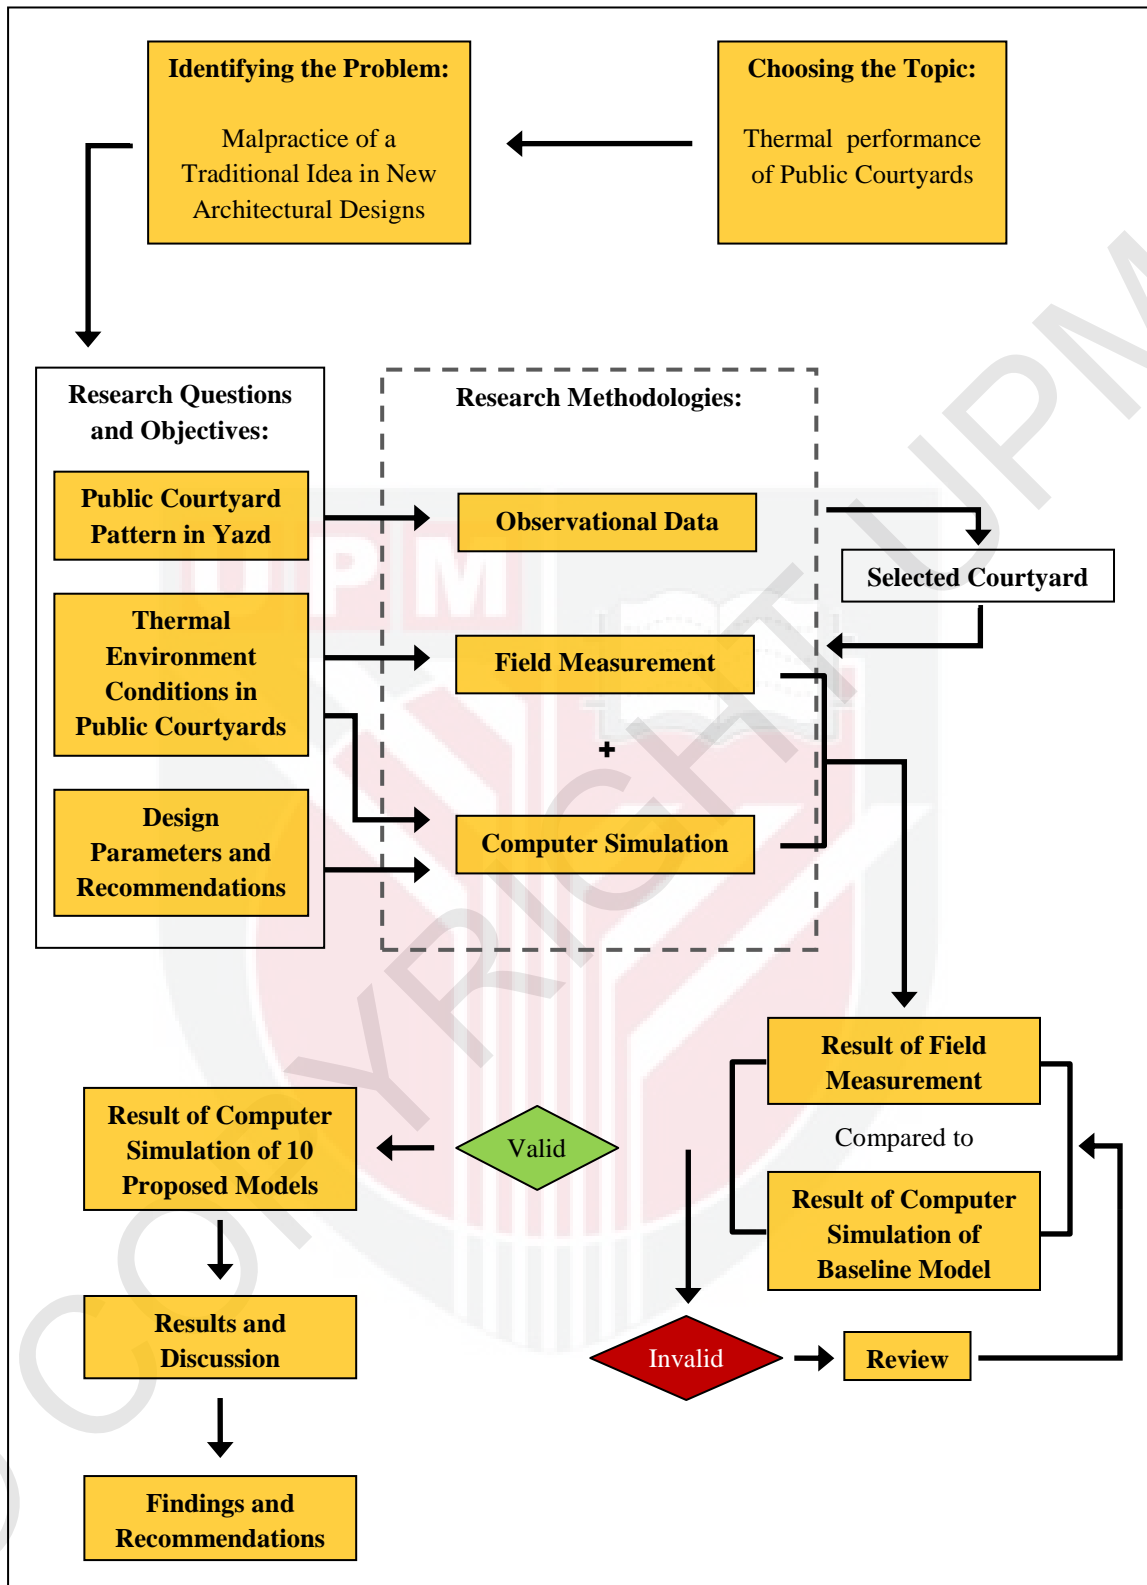 Identifying the Problem:
Malpractice of a
Traditional Idea in New
Architectural Designs
Choosing the Topic:
Thermal performance
of Public Courtyards
Research Questions
and Objectives:
Public Courtyard
Pattern in Yazd
Thermal
Environment
Conditions in
Public Courtyards
Design
Parameters and
Recommendations
Research Methodologies:
Observational Data
Field Measurement
+
Computer Simulation
Selected Courtyard
Result of Field
Measurement
Compared to
Result of Computer
Simulation of
Baseline Model
Valid
Invalid
Review
Result of Computer
Simulation of 10
Proposed Models
Results and
Discussion
Findings and
Recommendations
UPM
COPYRIGHT UPM